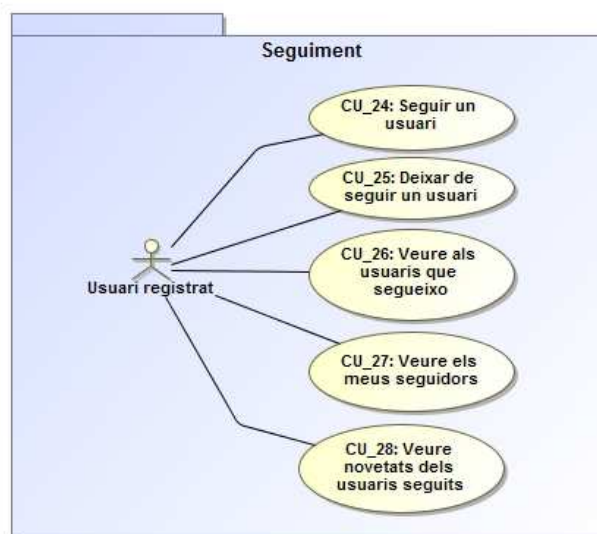 Seguiment
CU_24: Seguir un
usuari
CU_25: Deixar de
seguir un usuari
CU_26: Veure als
usuaris que
segueixo
Usuari registrat
CU_27: Veure els
meus seguidors
CU_28: Veure
novetats dels
usuaris seguits